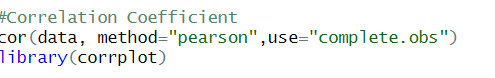 #Correlation Coefficient
cor(data, method="pearson",use="complete.obs")
library(corrplot)